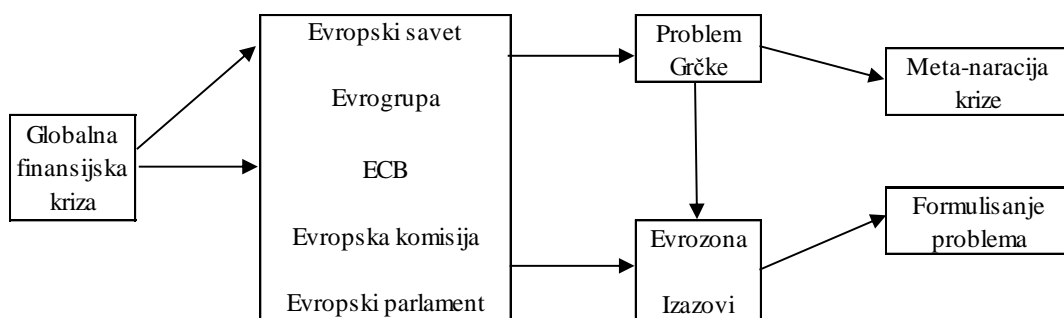 Globalna
finansijska
kriza
Evropski savet
Evrogrupa
ECB
Evropska komisija
Evropski parlament
Problem
Grčke
Evrozona
Izazovi
Meta-naracija
krize
Formulisanje
problema